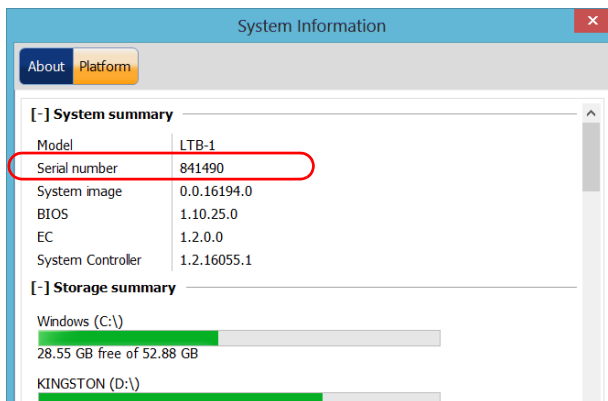 System Information
×
About Platform
[-] System summary
Model LTB-1
Serial number 841490
System image 0.0.16194.0
BIOS 1.10.25.0
EC 1.2.0.0
System Controller 1.2.16055.1
[-] Storage summary
Windows (C:\)
28.55 GB free of 52.88 GB
KINGSTON (D:\)